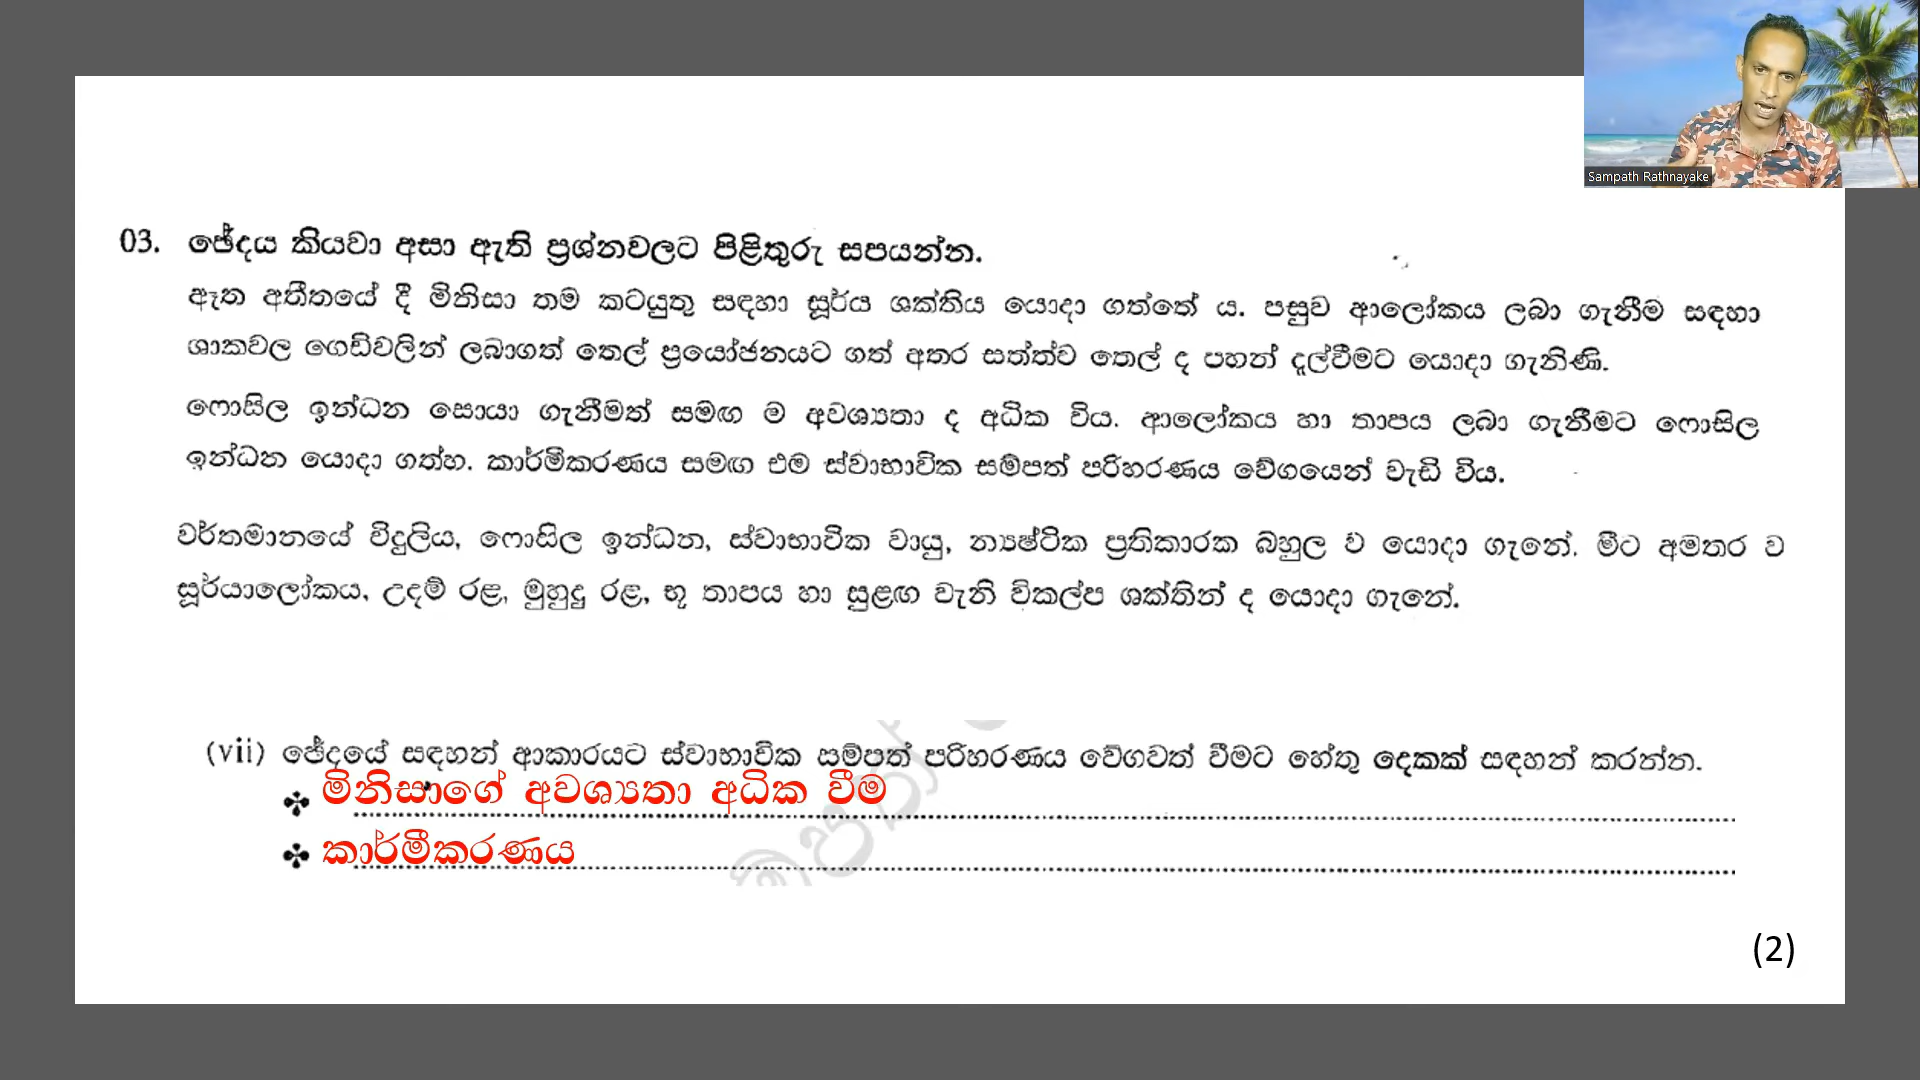 Sampath Rathnayake
03. ඡේදය කියවා අසා ඇති ප්‍රශ්නවලට පිළිතුරු සපයන්න.
ඈත අතීතයේ දී මිනිසා තම කටයුතු සඳහා සූර්ය ශක්තිය යොදා ගත්තේ ය. පසුව ආලෝකය ලබා ගැනීම සඳහා
ශාකවල ගෙඩිවලින් ලබාගත් තෙල් ප්‍රයෝජනයට ගත් අතර සත්ත්ව තෙල් ද පහන් දැල්වීමට යොදා ගැනිණි.
ෆොසිල ඉන්ධන සොයා ගැනීමත් සමඟ ම අවශ්‍යතා ද අධික විය. ආලෝකය හා තාපය ලබා ගැනීමට ෆොසිල
ඉන්ධන යොදා ගත්හ. කාර්මීකරණය සමඟ එම ස්වාභාවික සම්පත් පරිහරණය වේගයෙන් වැඩි විය.
වර්තමානයේ විදුලිය, ෆොසිල ඉන්ධන, ස්වාභාවික වායු, න්‍යෂ්ටික ප්‍රතිකාරක බහුල ව යොදා ගැනේ. මීට අමතර ව
සූර්යාලෝකය, උදම් රළ, මුහුදු රළ, භූ තාපය හා සුළඟ වැනි විකල්ප ශක්තීන් ද යොදා ගැනේ.
(vii) ඡේදයේ සඳහන් ආකාරයට ස්වාභාවික සම්පත් පරිහරණය වේගවත් වීමට හේතු දෙකක් සඳහන් කරන්න.
මිනිසාගේ අවශ්‍යතා අධික වීම
කාර්මීකරණය
(2)